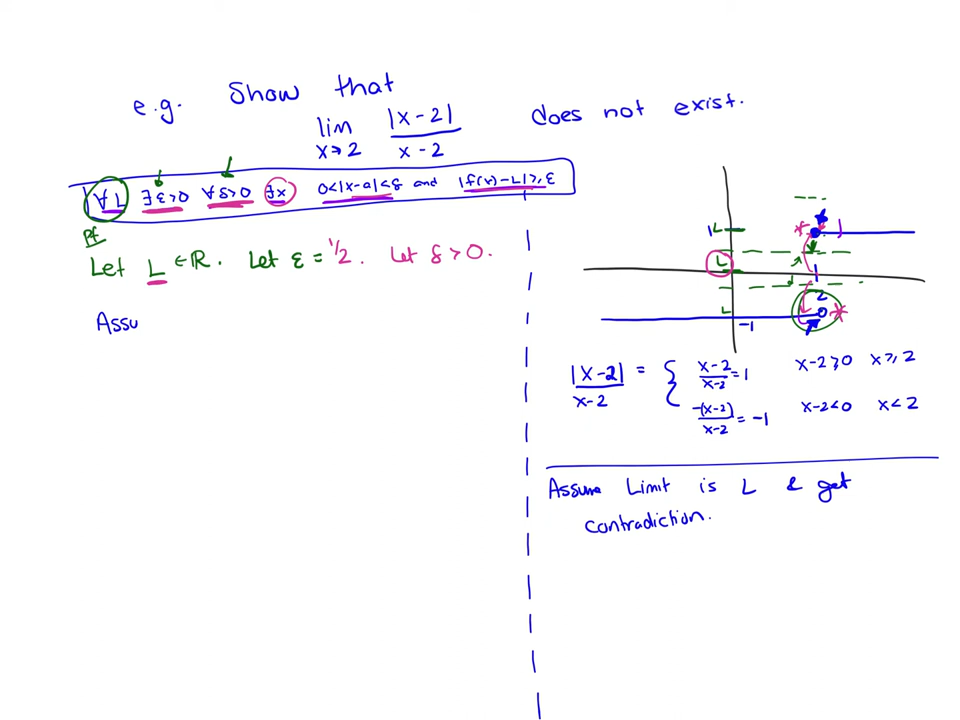 e.g. Show that
lim x→2 |x-2| / x-2 does not exist.
∀L ∃ε>0 ∀δ>0 ∃x 0<|x-a|<δ and |f(x)-L|≥ε
Pf
Let L ∈ ℝ. Let ε = 1/2. Let δ > 0.
Assu
1 L
L
1
2
L
-1
|x-2| / x-2 = { x-2 / x-2 = 1 x-2≥0 x≥2
-(x-2) / x-2 = -1 x-2<0 x<2
Assume Limit is L & get
contradiction.